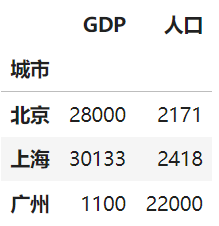 GDP 人口
城市
北京 28000 2171
上海 30133 2418
广州 1100 22000